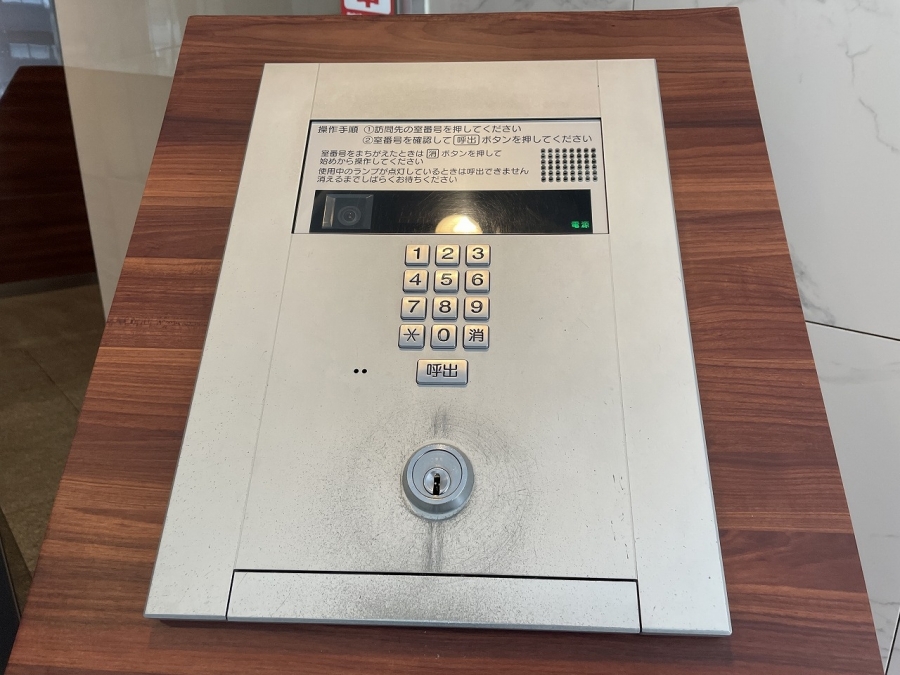 操作手順 ①訪問先の室番号を押してください
②室番号を確認して 呼出 ボタンを押してください
室番号をまちがえたときは 消 ボタンを押して
始めから操作してください
使用中のランプが点灯しているときは呼出できません
消えるまでしばらくお待ちください
電源
1 2 3
4 5 6
7 8 9
＊ 0 消
呼出